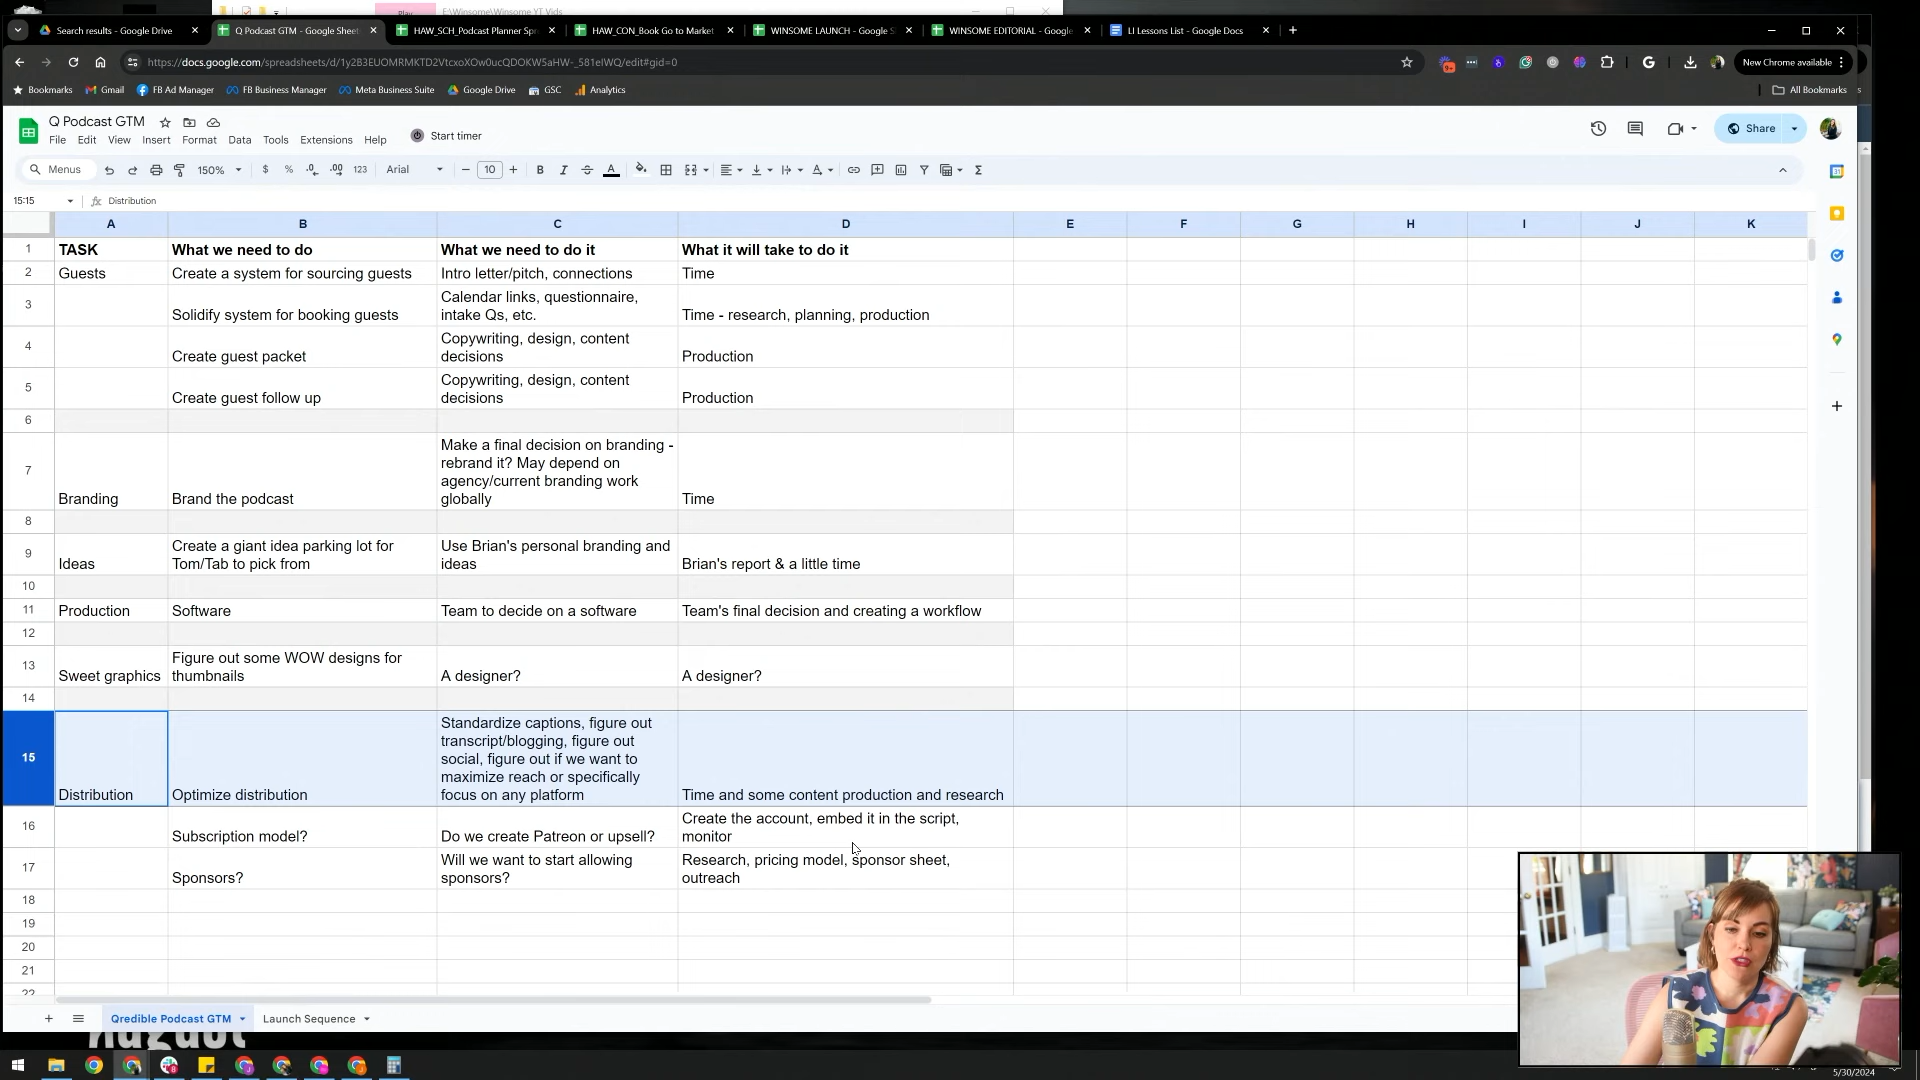 Play
E:\Winsome\Winsome YT Vids
Search results - Google Drive
Q Podcast GTM - Google Sheets
HAW_SCH_Podcast Planner Spr
HAW_CON_Book Go to Market
WINSOME LAUNCH - Google S
WINSOME EDITORIAL - Google
LI Lessons List - Google Docs
New Chrome available
Bookmarks
Gmail
FB Ad Manager
FB Business Manager
Meta Business Suite
Google Drive
GSC
Analytics
All Bookmarks
Q Podcast GTM
File Edit View Insert Format Data Tools Extensions Help
Start timer
Share
Menus
150%
$ % .0 .00 123
Arial
10
15:15
Distribution
A B C D E F G H I J K
1 TASK What we need to do What we need to do it What it will take to do it
2 Guests Create a system for sourcing guests Intro letter/pitch, connections Time
3 Solidify system for booking guests Calendar links, questionnaire,
intake Qs, etc. Time - research, planning, production
4 Create guest packet Copywriting, design, content
decisions Production
5 Create guest follow up Copywriting, design, content
decisions Production
6
7 Branding Brand the podcast Make a final decision on branding -
rebrand it? May depend on
agency/current branding work
globally Time
8
9 Ideas Create a giant idea parking lot for
Tom/Tab to pick from Use Brian's personal branding and
ideas Brian's report & a little time
10
11 Production Software Team to decide on a software Team's final decision and creating a workflow
12
13 Sweet graphics Figure out some WOW designs for
thumbnails A designer? A designer?
14
15 Distribution Optimize distribution Standardize captions, figure out
transcript/blogging, figure out
social, figure out if we want to
maximize reach or specifically
focus on any platform Time and some content production and research
16 Subscription model? Do we create Patreon or upsell? Create the account, embed it in the script,
monitor
17 Sponsors? Will we want to start allowing
sponsors? Research, pricing model, sponsor sheet,
outreach
18
19
20
21
22
Qredible Podcast GTM
Launch Sequence
5/30/2024